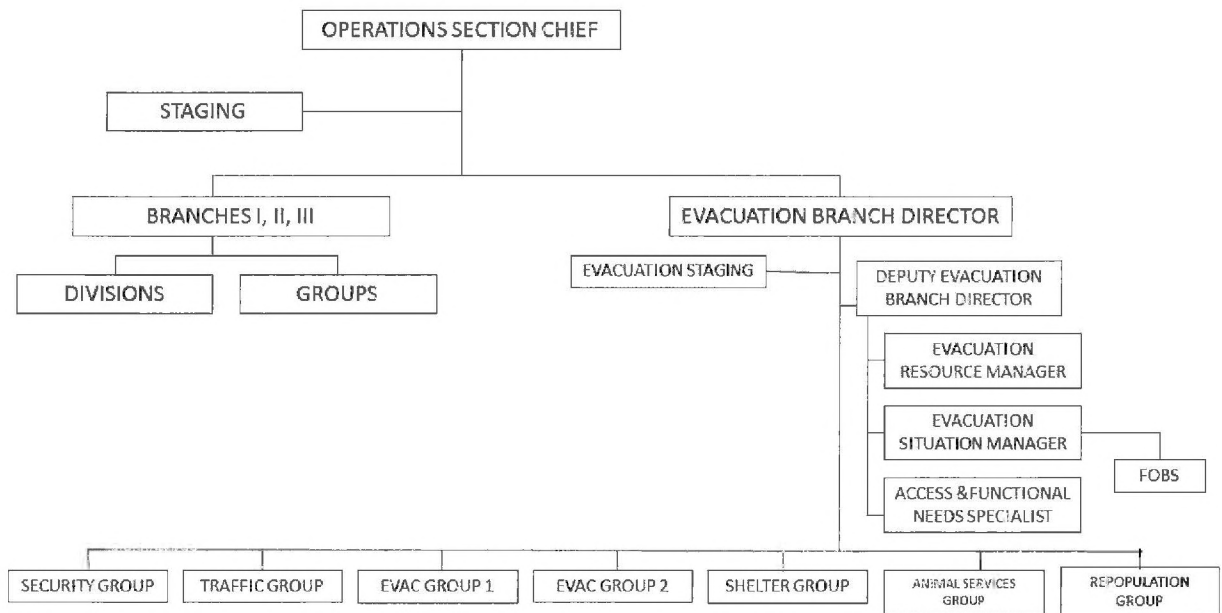 OPERATIONS SECTION CHIEF
STAGING
BRANCHES I, II, III
EVACUATION BRANCH DIRECTOR
EVACUATION STAGING
DEPUTY EVACUATION
BRANCH DIRECTOR
DIVISIONS
GROUPS
EVACUATION
RESOURCE MANAGER
EVACUATION
SITUATION MANAGER
FOBS
ACCESS &FUNCTIONAL
NEEDS SPECIALIST
SECURITY GROUP
TRAFFIC GROUP
EVAC GROUP 1
EVAC GROUP 2
SHELTER GROUP
ANIMAL SERVICES
GROUP
REPOPULATION
GROUP